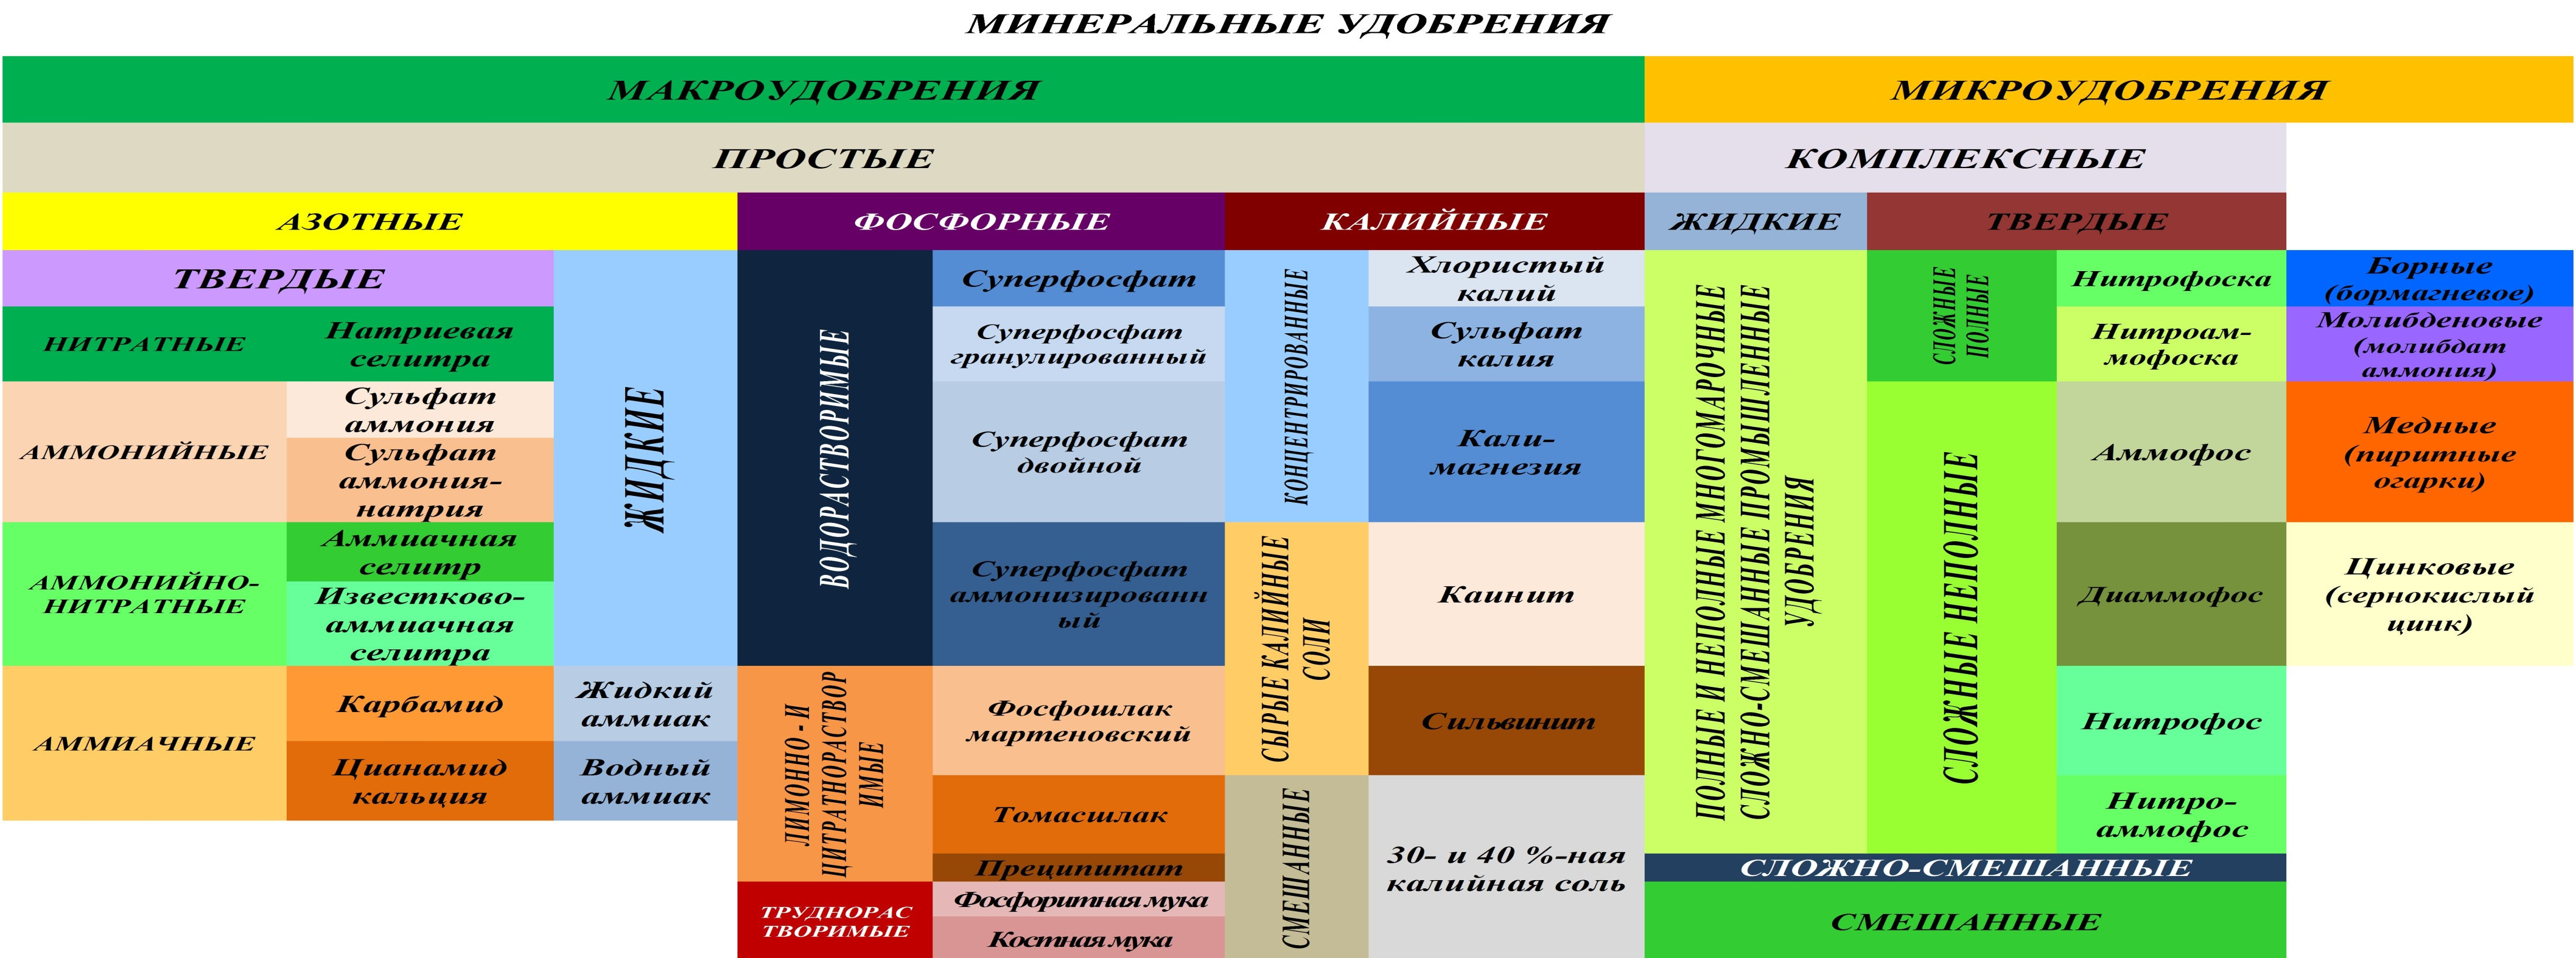 МИНЕРАЛЬНЫЕ УДОБРЕНИЯ
МАКРОУДОБРЕНИЯ
МИКРОУДОБРЕНИЯ
ПРОСТЫЕ
КОМПЛЕКСНЫЕ
АЗОТНЫЕ
ФОСФОРНЫЕ
КАЛИЙНЫЕ
ЖИДКИЕ
ТВЕРДЫЕ
ТВЕРДЫЕ
НИТРАТНЫЕ
Натриевая
селитра
АММОНИЙНЫЕ
Сульфат
аммония
Сульфат
аммония-
натрия
АММОНИЙНО-
НИТРАТНЫЕ
Аммиачная
селитр
Известково-
аммиачная
селитра
АММИАЧНЫЕ
Карбамид
Цианамид
кальция
ЖИДКИЕ
Жидкий
аммиак
Водный
аммиак
ВОДОРАСТВОРИМЫЕ
Суперфосфат
Суперфосфат
гранулированный
Суперфосфат
двойной
Суперфосфат
аммонизированн
ый
ЛИМОННО - И
ЦИТРАТНОРАСТВОР
ИМЫЕ
Фосфошлак
мартеновский
Томасшлак
Преципитат
ТРУДНОРАС
ТВОРИМЫЕ
Фосфоритная мука
Костная мука
КОНЦЕНТРИРОВАННЫЕ
Хлористый
калий
Сульфат
калия
Кали-
магнезия
СЫРЫЕ КАЛИЙНЫЕ
СОЛИ
Каинит
Сильвинит
СМЕШАННЫЕ
30- и 40 %-ная
калийная соль
ПОЛНЫЕ И НЕПОЛНЫЕ МНОГОМАРОЧНЫЕ
СЛОЖНО-СМЕШАННЫЕ ПРОМЫШЛЕННЫЕ
УДОБРЕНИЯ
СЛОЖНЫЕ
ПОЛНЫЕ
Нитрофоска
Нитроам-
мофоска
СЛОЖНЫЕ НЕПОЛНЫЕ
Аммофос
Диаммофос
Нитрофос
Нитро-
аммофос
СЛОЖНО-СМЕШАННЫЕ
СМЕШАННЫЕ
Борные
(бормагневое)
Молибденовые
(молибдат
аммония)
Медные
(пиритные
огарки)
Цинковые
(сернокислый
цинк)